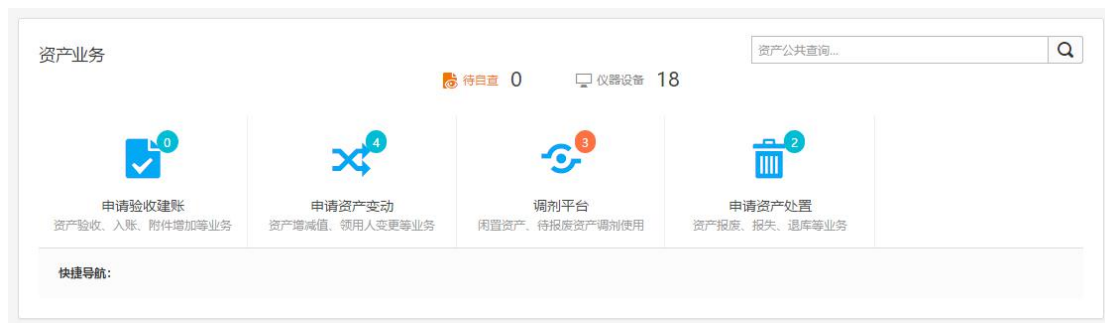 资产业务
资产公共查询...
待自查 0 仪器设备 18
0
4
3
2
申请验收建账
申请资产变动
调剂平台
申请资产处置
资产验收、入账、附件增加等业务
资产增减值、领用人变更等业务
闲置资产、待报废资产调剂使用
资产报废、报失、退库等业务
快捷导航：